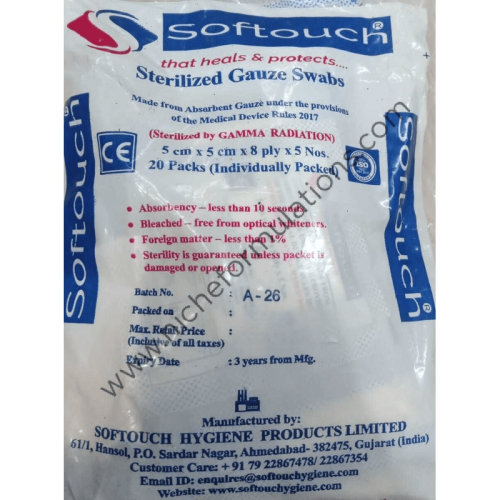 Softouch®
that heals & protects....
Sterilized Gauze Swabs
Made from Absorbent Gauze under the provisions
of the Medical Device Rules 2017
(Sterilized by GAMMA RADIATION)
5 cm x 5 cm x 8 ply x 5 Nos.
20 Packs (Individually Packed)
CE
ISO
Softouch
Softouch®
• Absorbency – less than 10 seconds.
• Bleached – free from optical whiteners.
• Foreign matter – less than 1%
• Sterility is guaranteed unless packet is
damaged or opened.
Batch No. : A-26
Packed on :
Max. Retail Price :
(Inclusive of all taxes)
Expiry Date : 3 years from Mfg.
Manufactured by:
SOFTOUCH HYGIENE PRODUCTS LIMITED
61/1, Hansol, P.O. Sardar Nagar, Ahmedabad- 382475, Gujarat (India)
Customer Care: + 91 79 22867478/ 22867354
Email ID: enquires@softouchygiene.com
Website: www.softouchygiene.com
www.nicheformulations.com